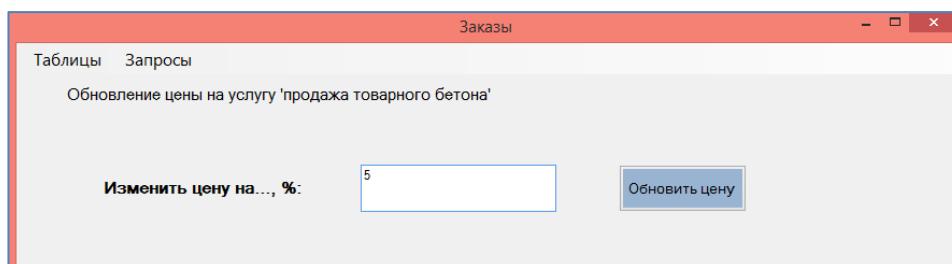 Заказы
Таблицы Запросы
Обновление цены на услугу 'продажа товарного бетона'
Изменить цену на..., %:
5
Обновить цену